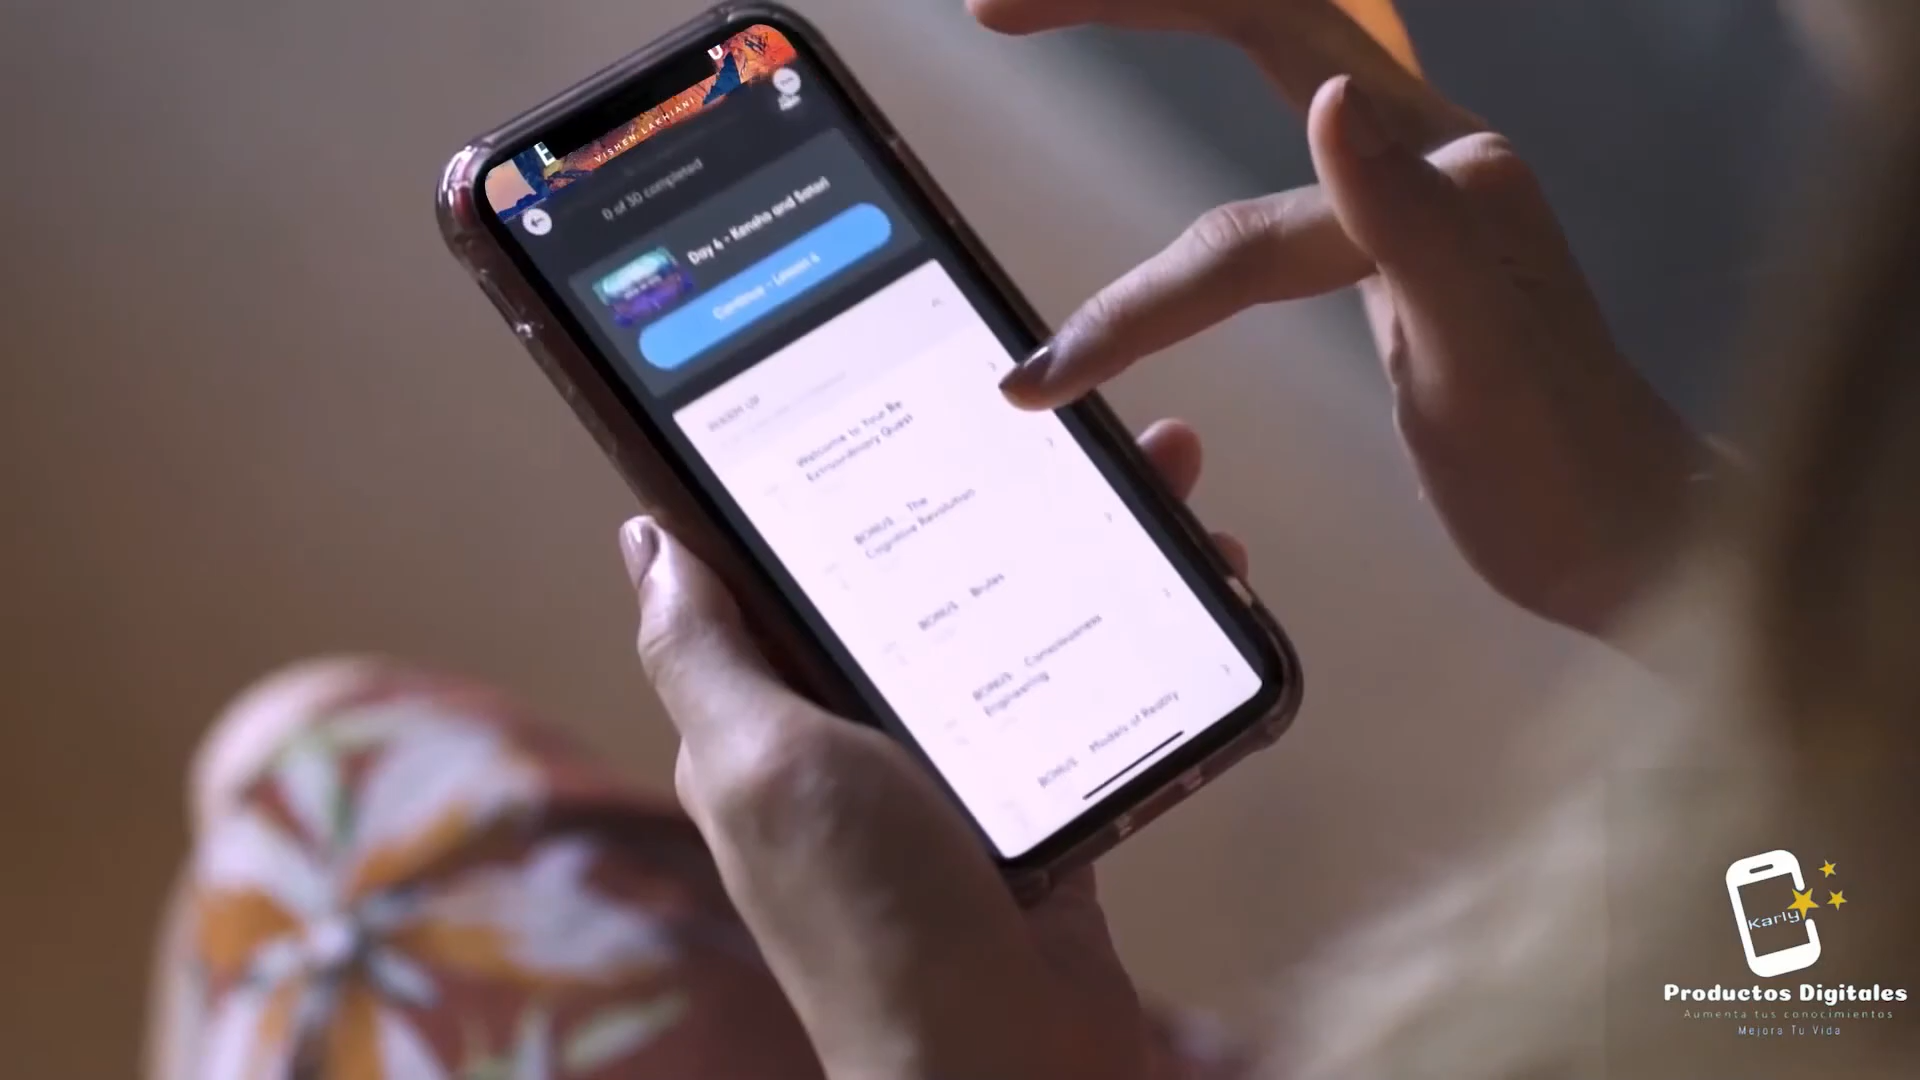 VISHEN LAKHIANI
0 of 30 completed
Day 4 - Kensho and Satori
Continue - Lesson 4
WARM UP
Welcome to Your Be
Extraordinary Quest
BONUS - The
Cognitive Revolution
BONUS - Brules
BONUS - Consciousness
Engineering
BONUS - Models of Reality
Karly
Productos Digitales
Aumenta tus conocimientos
Mejora Tu Vida